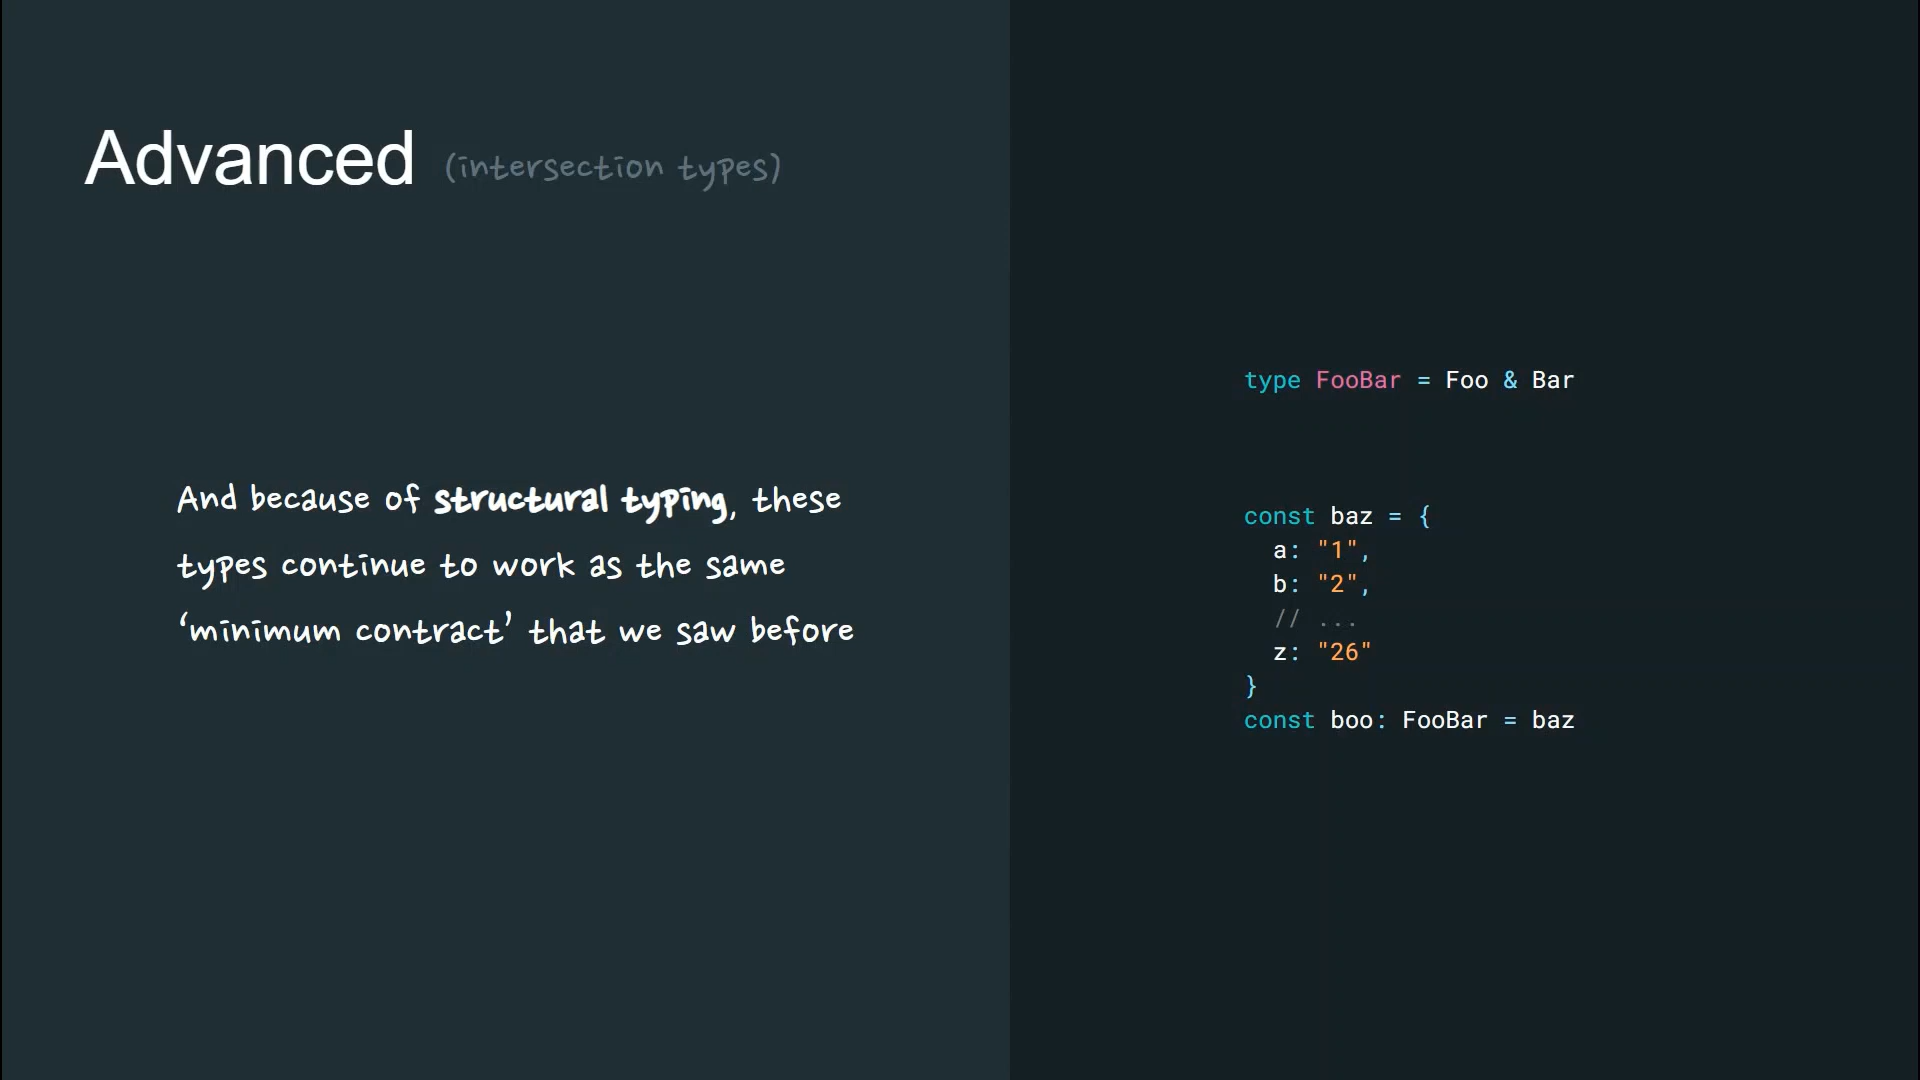 Advanced (intersection types)
And because of structural typing, these
types continue to work as the same
‘minimum contract’ that we saw before
type FooBar = Foo & Bar
const baz = {
  a: "1",
  b: "2",
  // ...
  z: "26"
}
const boo: FooBar = baz